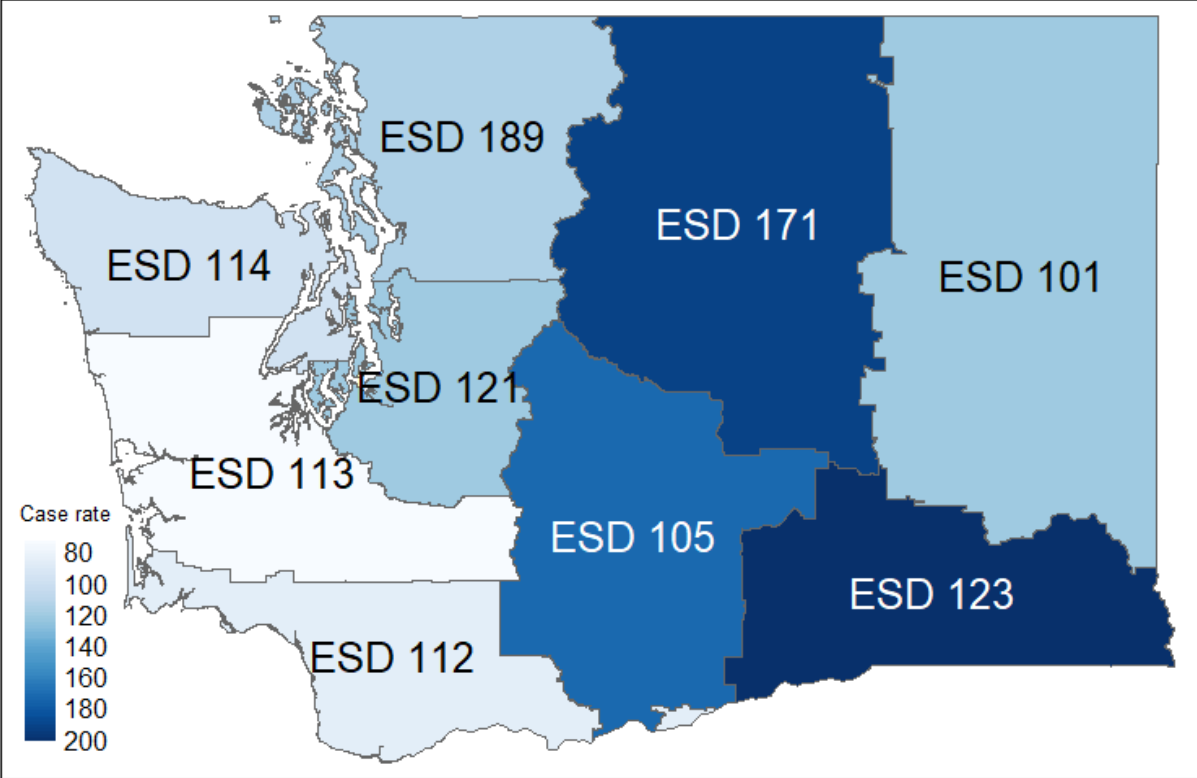 ESD 189
ESD 171
ESD 114
ESD 101
ESD 121
ESD 113
Case rate
80
100
120
140
160
180
200
ESD 105
ESD 123
ESD 112